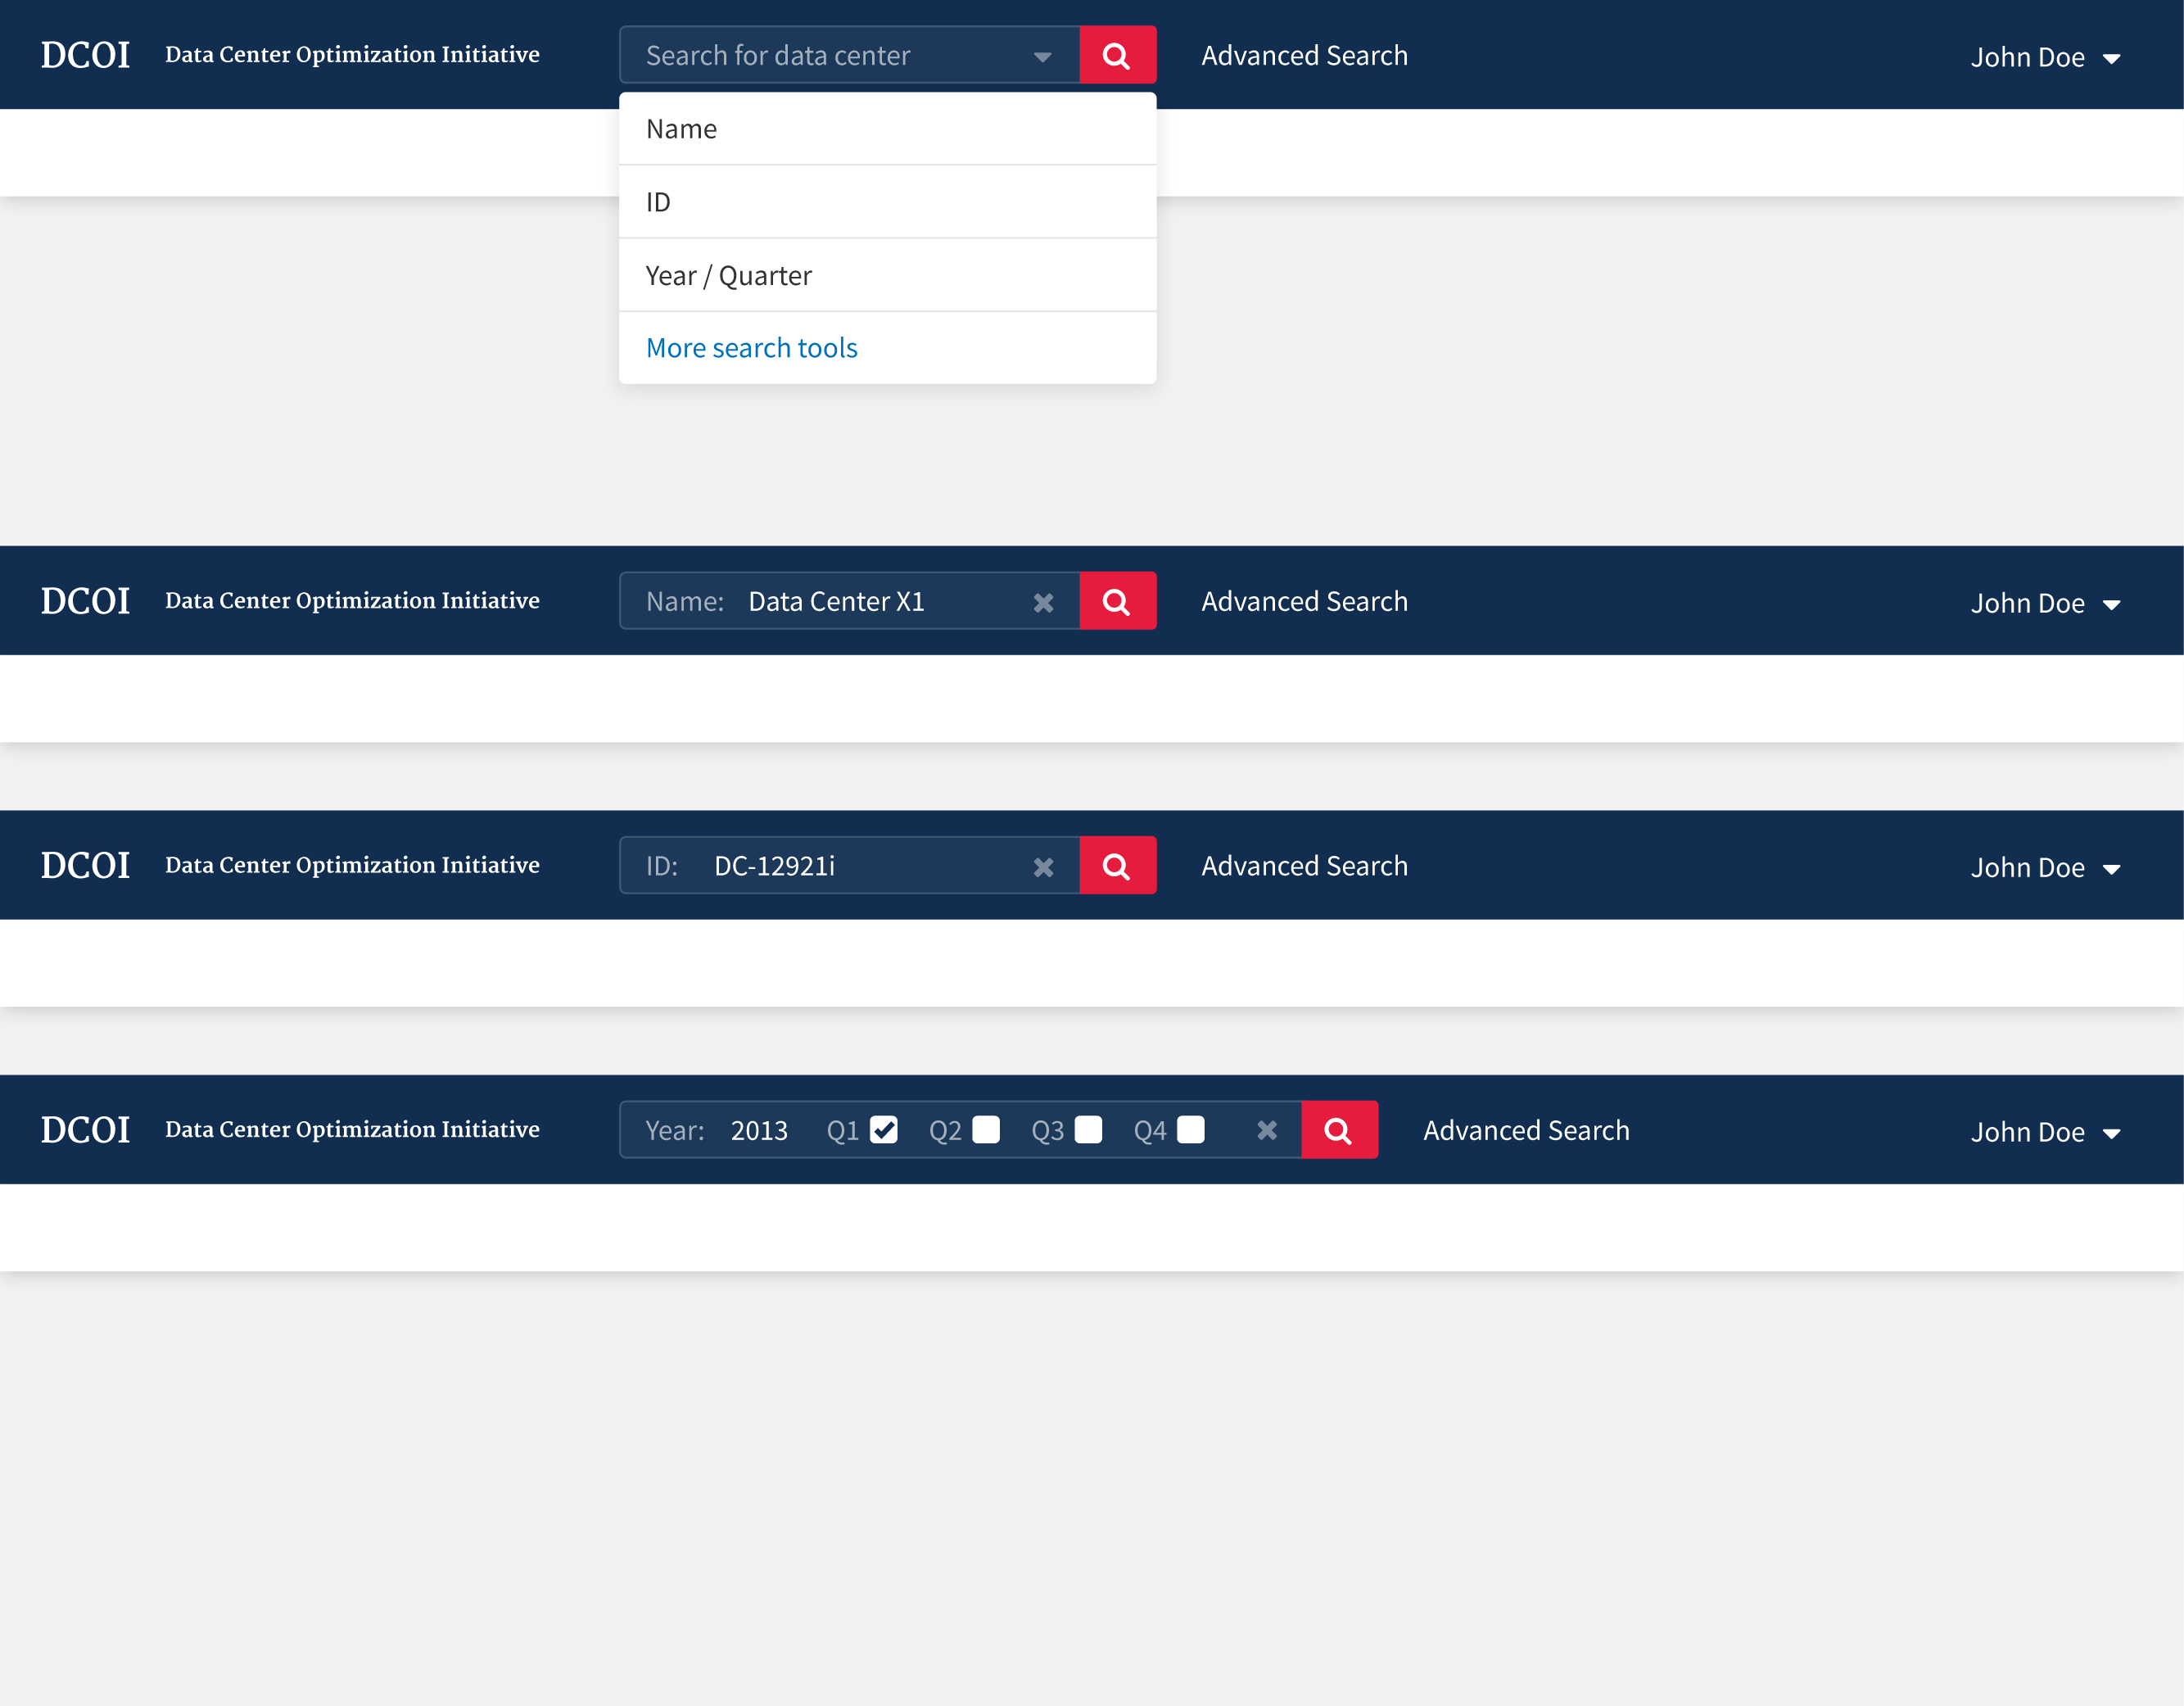 DCOI Data Center Optimization Initiative Search for data center Advanced Search John Doe
Name
ID
Year / Quarter
More search tools
DCOI Data Center Optimization Initiative Name: Data Center X1 Advanced Search John Doe
DCOI Data Center Optimization Initiative ID: DC-12921i Advanced Search John Doe
DCOI Data Center Optimization Initiative Year: 2013 Q1 Q2 Q3 Q4 Advanced Search John Doe